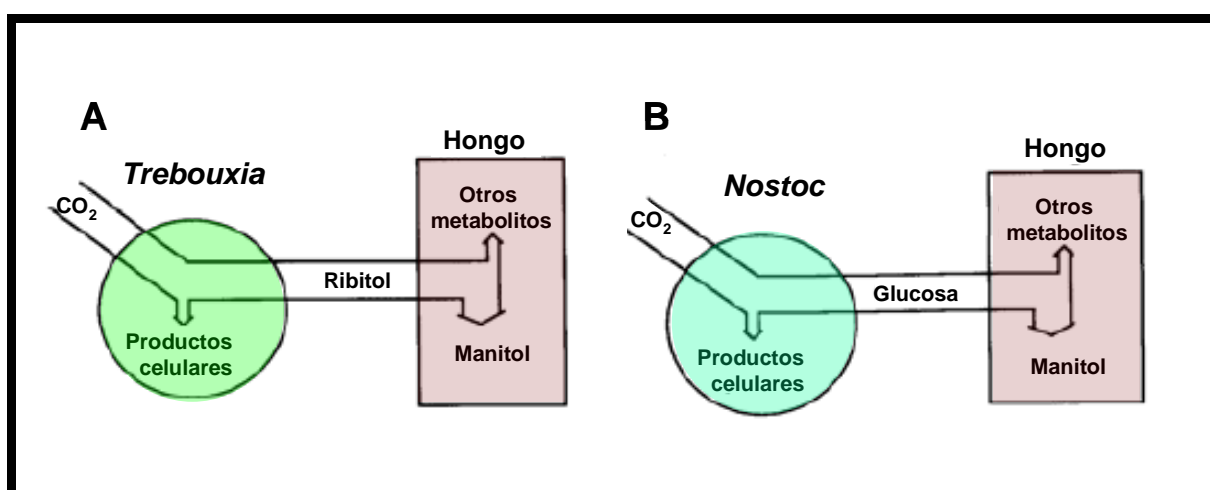 A
Hongo
Trebouxia
CO2
Otros
metabolitos
Ribitol
Productos
celulares
Manitol
B
Hongo
Nostoc
CO2
Otros
metabolitos
Glucosa
Productos
celulares
Manitol